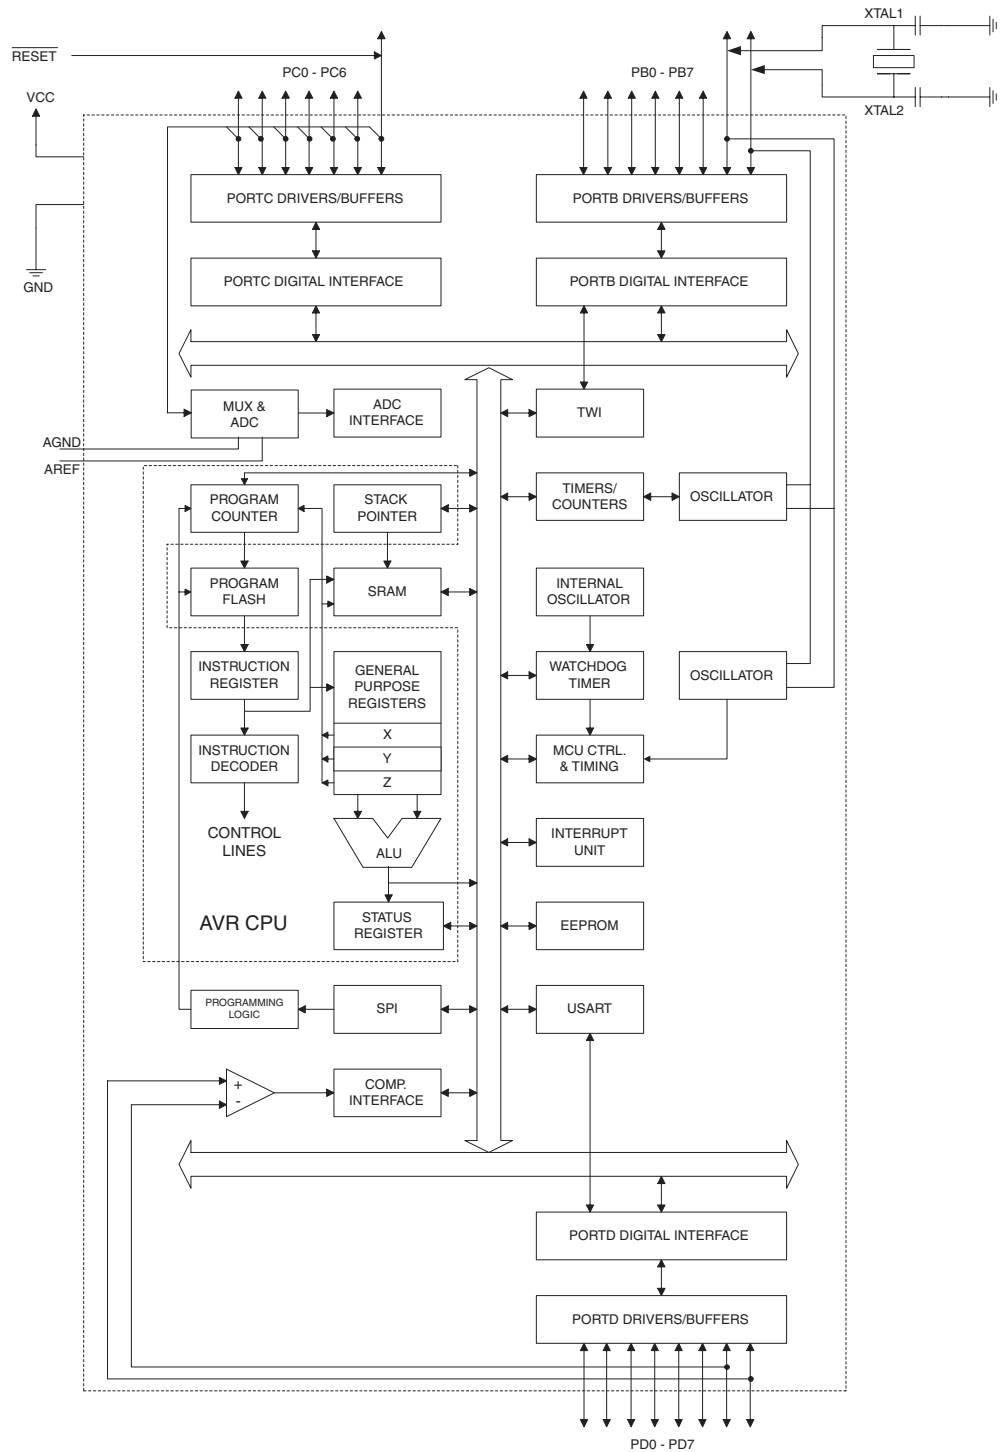 XTAL1
RESET
PC0 - PC6
PB0 - PB7
VCC
XTAL2
PORTC DRIVERS/BUFFERS
PORTB DRIVERS/BUFFERS
PORTC DIGITAL INTERFACE
PORTB DIGITAL INTERFACE
GND
MUX &
ADC
ADC
INTERFACE
TWI
AGND
AREF
PROGRAM
COUNTER
STACK
POINTER
TIMERS/
COUNTERS
OSCILLATOR
PROGRAM
FLASH
SRAM
INTERNAL
OSCILLATOR
INSTRUCTION
REGISTER
GENERAL
PURPOSE
REGISTERS
WATCHDOG
TIMER
OSCILLATOR
X
INSTRUCTION
DECODER
Y
MCU CTRL.
& TIMING
Z
CONTROL
LINES
ALU
INTERRUPT
UNIT
AVR CPU
STATUS
REGISTER
EEPROM
PROGRAMMING
LOGIC
SPI
USART
+
-
COMP.
INTERFACE
PORTD DIGITAL INTERFACE
PORTD DRIVERS/BUFFERS
PD0 - PD7